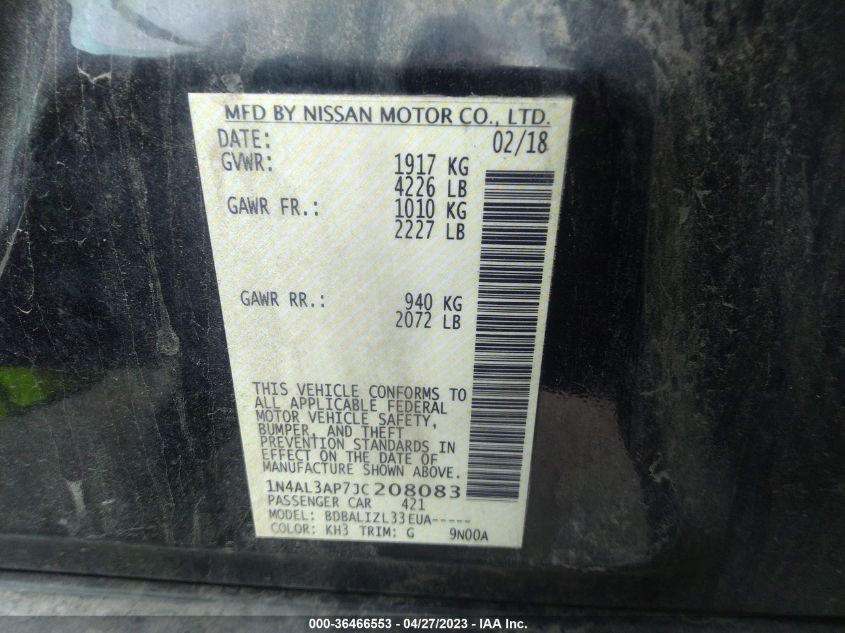 MFD BY NISSAN MOTOR CO., LTD.
DATE: 02/18
GVWR: 1917 KG
4226 LB
GAWR FR.: 1010 KG
2227 LB
GAWR RR.: 940 KG
2072 LB
THIS VEHICLE CONFORMS TO
ALL APPLICABLE FEDERAL
MOTOR VEHICLE SAFETY,
BUMPER, AND THEFT
PREVENTION STANDARDS IN
EFFECT ON THE DATE OF
MANUFACTURE SHOWN ABOVE.
1N4AL3AP7JC208083
PASSENGER CAR 421
MODEL: BDBALIZL33EUA-----
COLOR: KH3 TRIM: G 9N00A
000-36466553 / 04/27/2023 - IAA Inc.